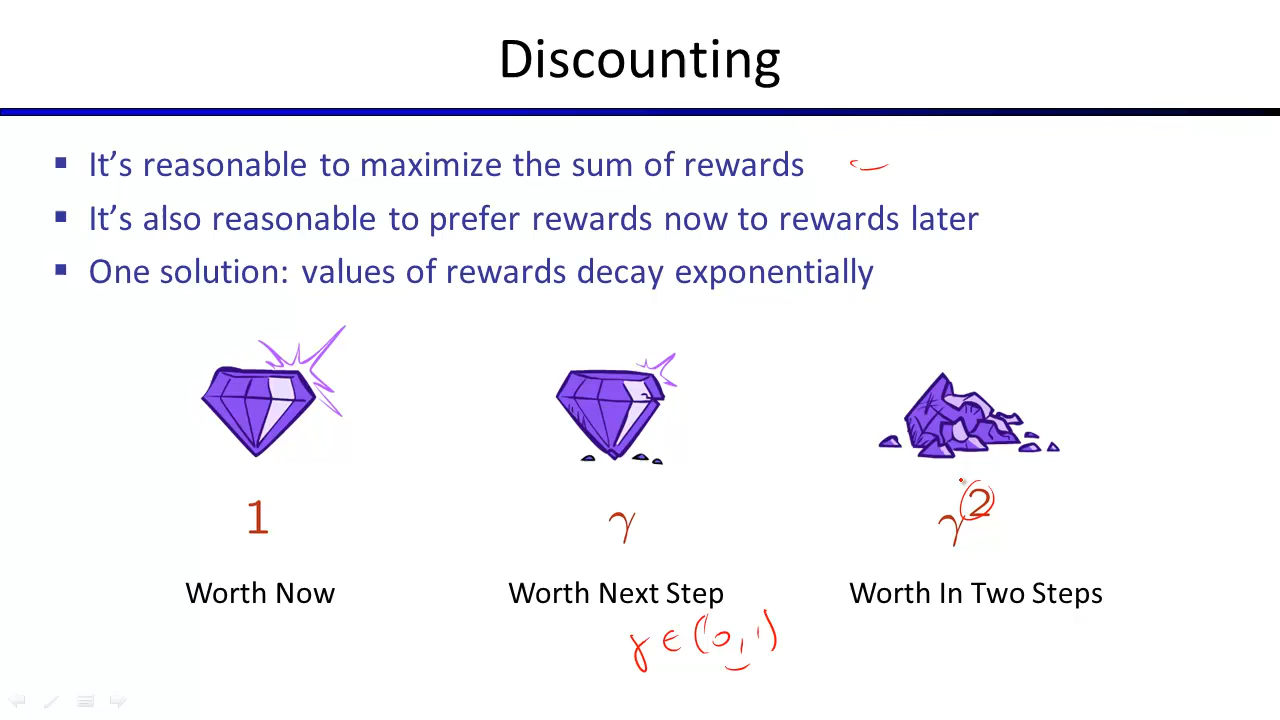 Discounting
▪ It's reasonable to maximize the sum of rewards
▪ It's also reasonable to prefer rewards now to rewards later
▪ One solution: values of rewards decay exponentially
1 γ γ²
Worth Now Worth Next Step Worth In Two Steps
γ ∈ (0, 1)